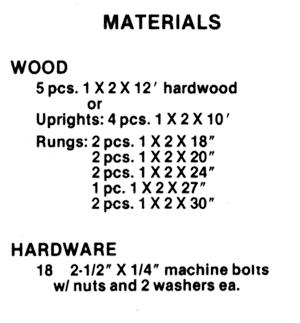 MATERIALS
WOOD
5 pcs. 1 X 2 X 12' hardwood
or
Uprights: 4 pcs. 1 X 2 X 10'
Rungs: 2 pcs. 1 X 2 X 18"
2 pcs. 1 X 2 X 20"
2 pcs. 1 X 2 X 24"
1 pc. 1 X 2 X 27"
2 pcs. 1 X 2 X 30"
HARDWARE
18 2-1/2" X 1/4" machine bolts
w/ nuts and 2 washers ea.